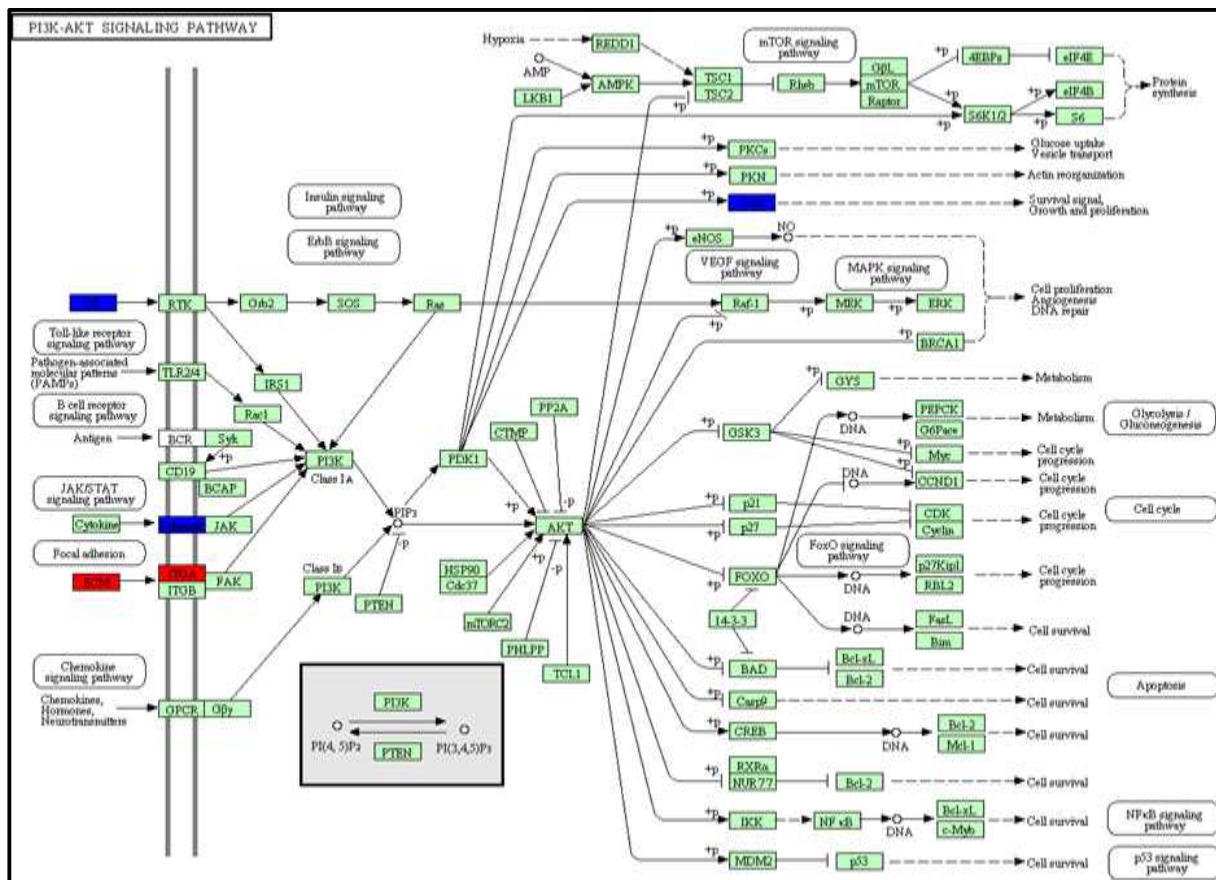 PI3K-AKT SIGNALING PATHWAY
Hypoxia
REDD1
mTOR signaling
pathway
+p
4EBPs
eIF4E
AMP
AMPK
LKB1
TSC1
TSC2
+p
Rheb
GβL
mTOR
Raptor
+p
S6K1/2
+p
+p
+p
eIF4B
S6
Protein
synthesis
+p
PKCs
Glucose uptake
Vesicle transport
+p
PKN
Actin reorganization
+p
Survival signal,
Growth and proliferation
Insulin signaling
pathway
ErbB signaling
pathway
+p
eNOS
NO
VEGF signaling
pathway
MAPK signaling
pathway
RTK
Grb2
SOS
Ras
Raf-1
+p
MEK
+p
ERK
+p
BRCA1
Cell proliferation
Angiogenesis
DNA repair
Toll-like receptor
signaling pathway
Pathogen-associated
molecular patterns
(PAMPs)
TLR2/4
IRS1
Rac1
B cell receptor
signaling pathway
Antigen
BCR
Syk
+p
CD19
BCAP
PI3K
Class IA
PDK1
CTMP
PP2A
GYS
Metabolism
+p
GSK3
DNA
PEPCK
G6Pase
Metabolism
Glycolysis /
Gluconeogenesis
Myc
+p
Cell cycle
progression
DNA
CCND1
Cell cycle
progression
JAK/STAT
signaling pathway
Cytokine
JAK
PIP3
-p
+p
-p
AKT
+p
p21
+p
p27
CDK
Cyclin
Cell cycle
progression
Cell cycle
Focal adhesion
ECM
ITGA
ITGB
FAK
Class IB
PI3K
PTEN
HSP90
Cdc37
+p
-p
mTORC2
PHLPP
TCL1
FoxO signaling
pathway
+p
FOXO
DNA
p27Kip1
RBL2
Cell cycle
progression
14-3-3
DNA
FasL
Bim
Cell survival
Chemokine
signaling pathway
Chemokines,
Hormones,
Neurotransmitters
GPCR
Gβγ
PI3K
PTEN
PI(4, 5)P2
PI(3,4,5)P3
+p
BAD
Bcl-xL
Bcl-2
Cell survival
Apoptosis
+p
Casp9
Cell survival
+p
CREB
DNA
Bcl-2
Mcl-1
Cell survival
+p
RXRα
NUR77
Bcl-2
Cell survival
+p
IKK
NFκB
DNA
Bcl-xL
c-Myb
Cell survival
NFκB signaling
pathway
+p
MDM2
p53
Cell survival
p53 signaling
pathway